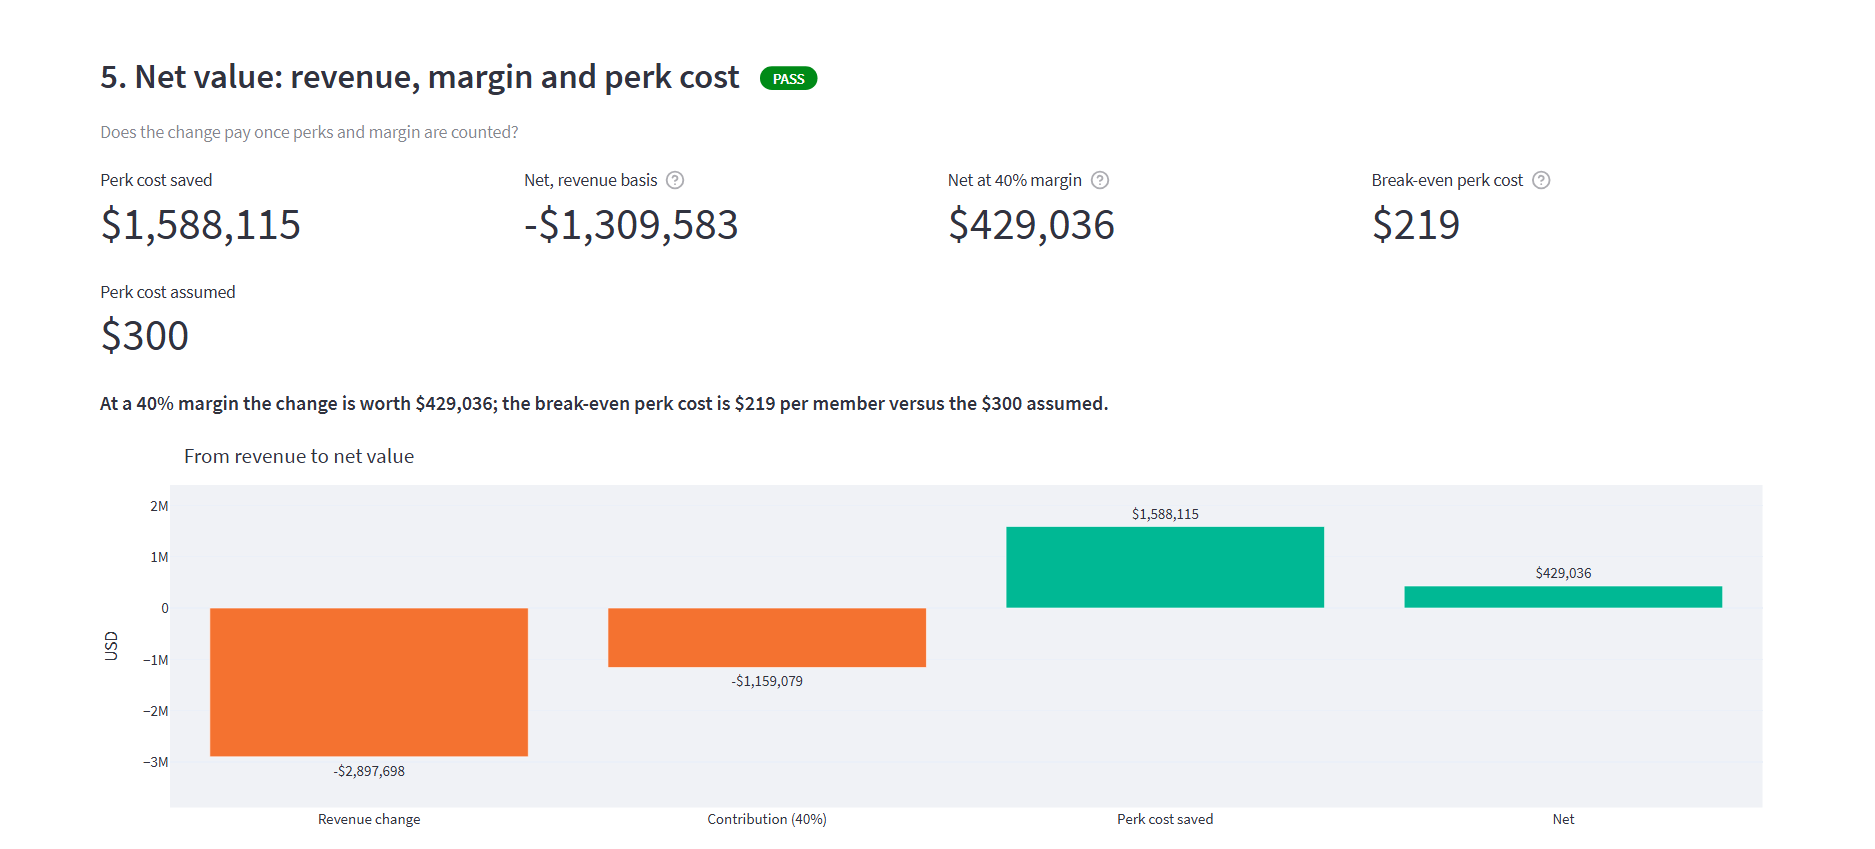 5. Net value: revenue, margin and perk cost PASS
Does the change pay once perks and margin are counted?
Perk cost saved
$1,588,115
Net, revenue basis
-$1,309,583
Net at 40% margin
$429,036
Break-even perk cost
$219
Perk cost assumed
$300
At a 40% margin the change is worth $429,036; the break-even perk cost is $219 per member versus the $300 assumed.
From revenue to net value
USD
2M
1M
0
−1M
−2M
−3M
-$2,897,698
-$1,159,079
$1,588,115
$429,036
Revenue change
Contribution (40%)
Perk cost saved
Net